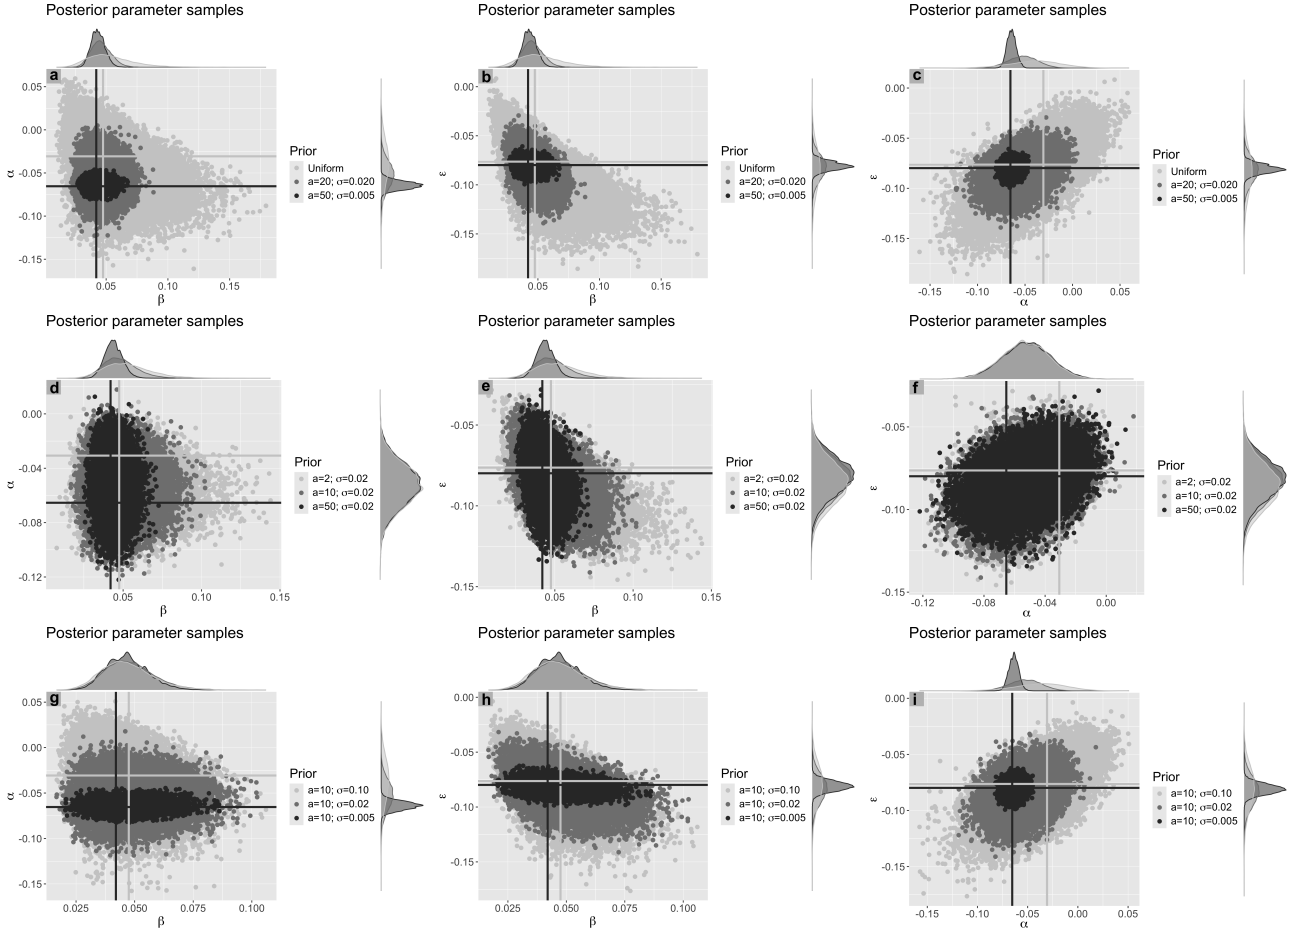 Posterior parameter samples
a
0.05
0.00
-0.05
-0.10
-0.15
α
0.05
0.10
0.15
β
Prior
Uniform
a=20; σ=0.020
a=50; σ=0.005
Posterior parameter samples
b
0.00
-0.05
-0.10
-0.15
ε
0.05
0.10
0.15
β
Prior
Uniform
a=20; σ=0.020
a=50; σ=0.005
Posterior parameter samples
c
0.00
-0.05
-0.10
-0.15
ε
-0.15
-0.10
-0.05
0.00
0.05
α
Prior
Uniform
a=20; σ=0.020
a=50; σ=0.005
Posterior parameter samples
d
0.00
-0.04
-0.08
-0.12
α
0.05
0.10
0.15
β
Prior
a=2; σ=0.02
a=10; σ=0.02
a=50; σ=0.02
Posterior parameter samples
e
-0.05
-0.10
-0.15
ε
0.05
0.10
0.15
β
Prior
a=2; σ=0.02
a=10; σ=0.02
a=50; σ=0.02
Posterior parameter samples
f
-0.05
-0.10
-0.15
ε
-0.12
-0.08
-0.04
0.00
α
Prior
a=2; σ=0.02
a=10; σ=0.02
a=50; σ=0.02
Posterior parameter samples
g
0.05
0.00
-0.05
-0.10
-0.15
α
0.025
0.050
0.075
0.100
β
Prior
a=10; σ=0.10
a=10; σ=0.02
a=10; σ=0.005
Posterior parameter samples
h
0.00
-0.05
-0.10
-0.15
ε
0.025
0.050
0.075
0.100
β
Prior
a=10; σ=0.10
a=10; σ=0.02
a=10; σ=0.005
Posterior parameter samples
i
0.00
-0.05
-0.10
-0.15
ε
-0.15
-0.10
-0.05
0.00
0.05
α
Prior
a=10; σ=0.10
a=10; σ=0.02
a=10; σ=0.005